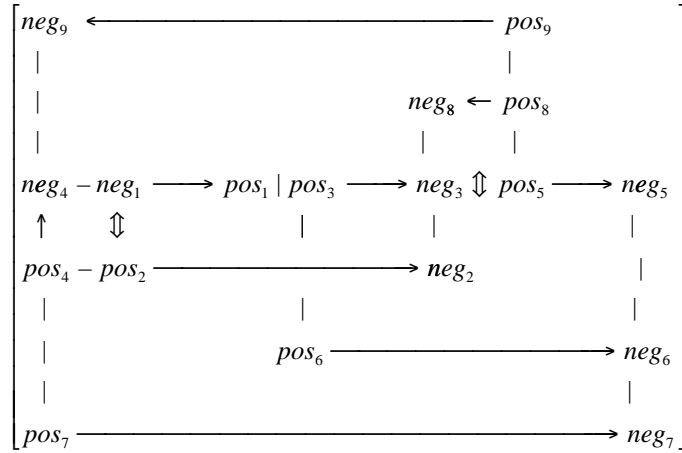 neg₉ ← pos₉
| |
| neg₈ ← pos₈
| | |
neg₄ – neg₁ → pos₁ | pos₃ → neg₃ ⇕ pos₅ → neg₅
↑ ⇕ | | |
pos₄ – pos₂ → neg₂ |
| | |
| pos₆ → neg₆
| |
pos₇ → neg₇